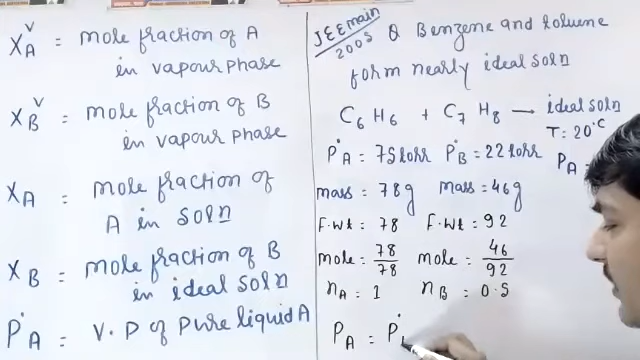 X_A^V = mole fraction of A
in vapour phase
X_B^V = mole fraction of B
in vapour phase
X_A = mole fraction of
A in soln
X_B = mole fraction of B
in ideal soln
P°_A = V.P of pure liquid A
JEE main
2005
Q Benzene and toluene
form nearly ideal soln
C6H6 + C7H8 → ideal soln
T = 20°C
P°_A = 75 torr P°_B = 22 torr
P_A =
mass = 78g mass = 46g
F.wt = 78 F.wt = 92
mole = 78/78 mole = 46/92
n_A = 1 n_B = 0.5
P_A = P°